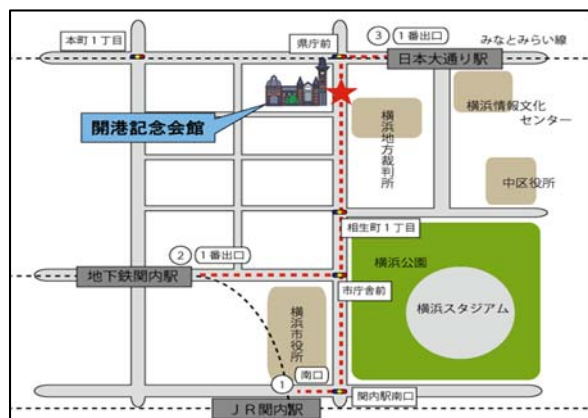 本町１丁目
県庁前
③
１番出口
みなとみらい線
日本大通り駅
開港記念会館
横浜地方裁判所
横浜情報文化
センター
中区役所
相生町１丁目
②
１番出口
地下鉄関内駅
横浜公園
市庁舎前
横浜スタジアム
横浜市役所
①
南口
関内駅南口
ＪＲ関内駅